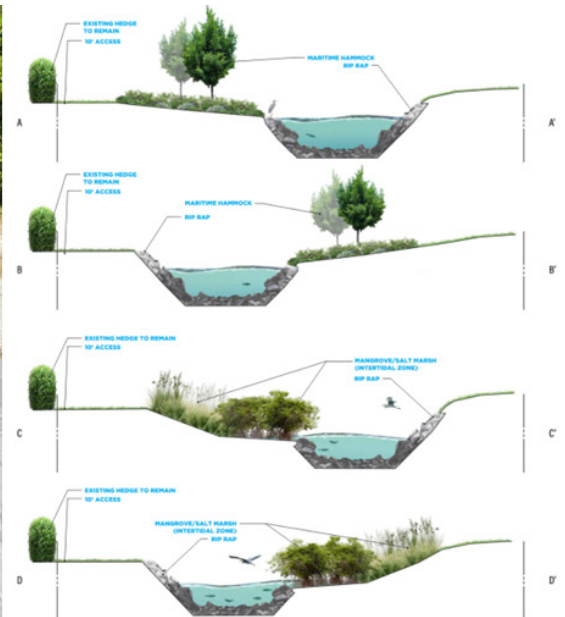 EXISTING HEDGE
TO REMAIN
10' ACCESS
MARITIME HAMMOCK
RIP RAP
A
A'
EXISTING HEDGE
TO REMAIN
10' ACCESS
MARITIME HAMMOCK
RIP RAP
B
B'
EXISTING HEDGE TO REMAIN
10' ACCESS
MANGROVE/SALT MARSH
(INTERTIDAL ZONE)
RIP RAP
C
C'
EXISTING HEDGE TO REMAIN
10' ACCESS
MANGROVE/SALT MARSH
(INTERTIDAL ZONE)
RIP RAP
D
D'